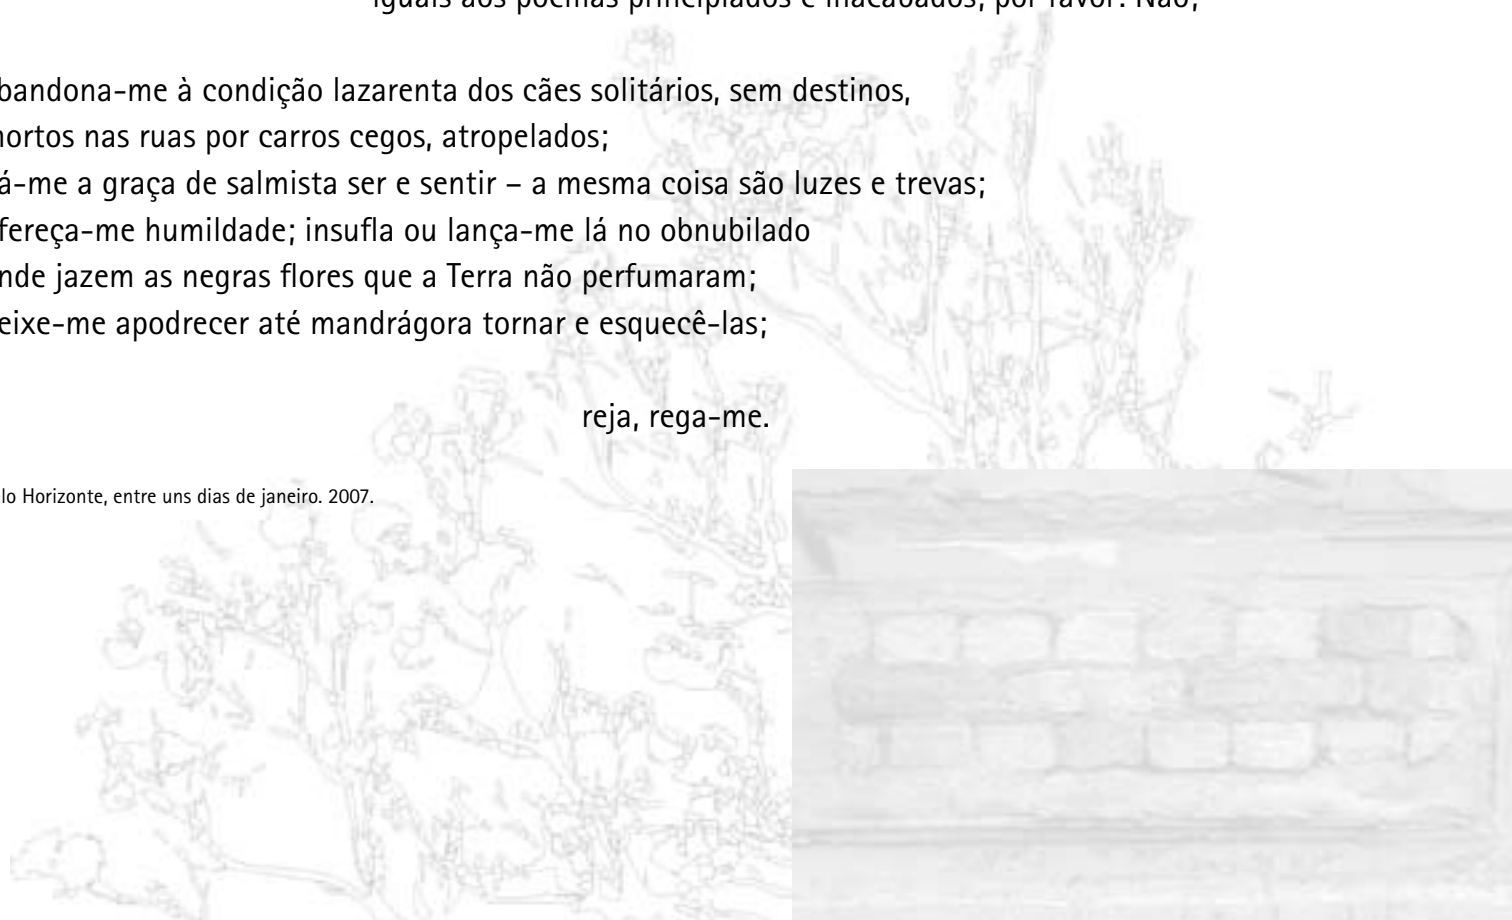 iguais aos poemas principiados e inacabados, por favor. Não,
bandona-me à condição lazarenta dos cães solitários, sem destinos,
mortos nas ruas por carros cegos, atropelados;
á-me a graça de salmista ser e sentir – a mesma coisa são luzes e trevas;
fereça-me humildade; insufla ou lança-me lá no obnubilado
nde jazem as negras flores que a Terra não perfumaram;
eixe-me apodrecer até mandrágora tornar e esquecê-las;
reja, rega-me.
lo Horizonte, entre uns dias de janeiro. 2007.